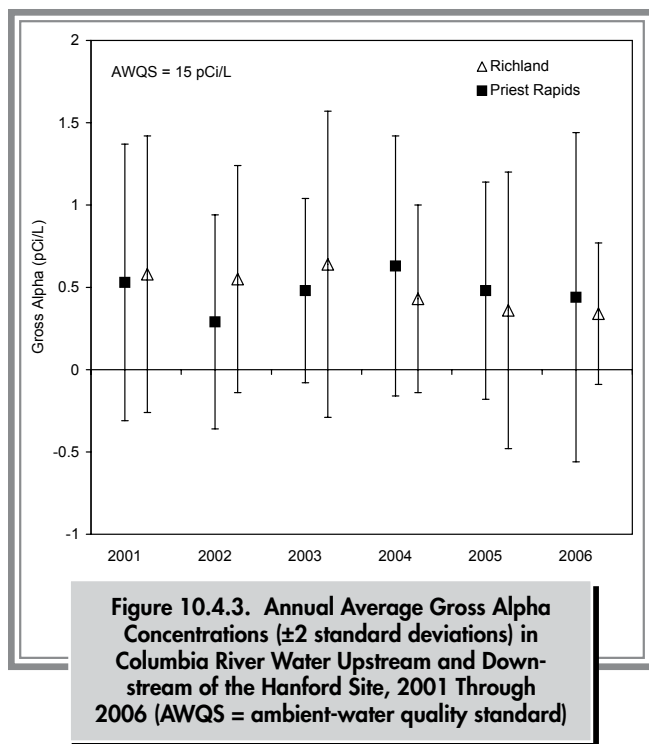 2
AWQS = 15 pCi/L
Richland
Priest Rapids
1.5
1
0.5
0
-0.5
-1
Gross Alpha (pCi/L)
2001 2002 2003 2004 2005 2006
Figure 10.4.3. Annual Average Gross Alpha
Concentrations (±2 standard deviations) in
Columbia River Water Upstream and Down-
stream of the Hanford Site, 2001 Through
2006 (AWQS = ambient-water quality standard)